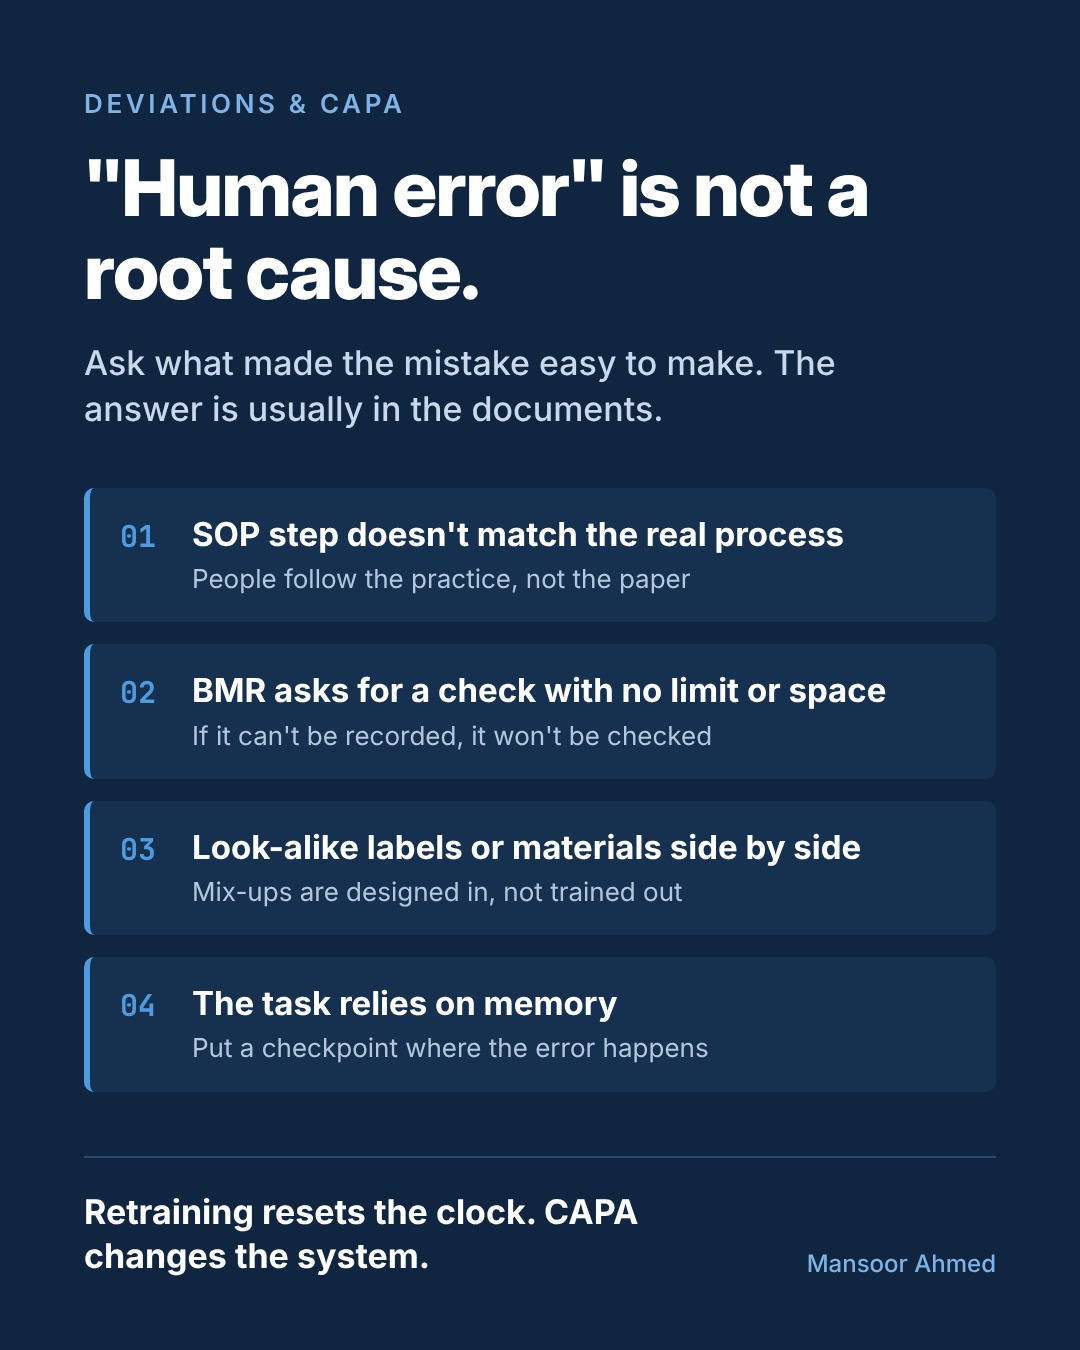 DEVIATIONS & CAPA
"Human error" is not a
root cause.
Ask what made the mistake easy to make. The
answer is usually in the documents.
01 SOP step doesn't match the real process
People follow the practice, not the paper
02 BMR asks for a check with no limit or space
If it can't be recorded, it won't be checked
03 Look-alike labels or materials side by side
Mix-ups are designed in, not trained out
04 The task relies on memory
Put a checkpoint where the error happens
Retraining resets the clock. CAPA
changes the system.
Mansoor Ahmed